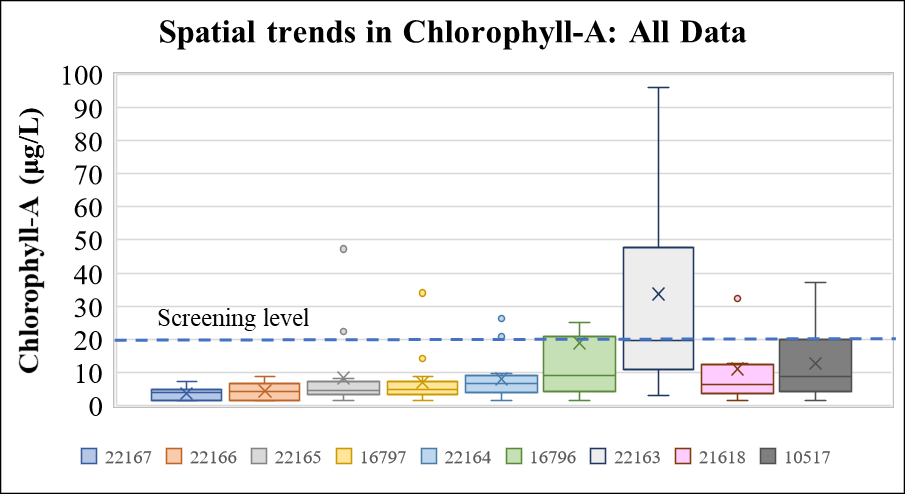 Spatial trends in Chlorophyll-A: All Data
Chlorophyll-A (µg/L)
100
90
80
70
60
50
40
30
20
10
0
Screening level
22167 22166 22165 16797 22164 16796 22163 21618 10517